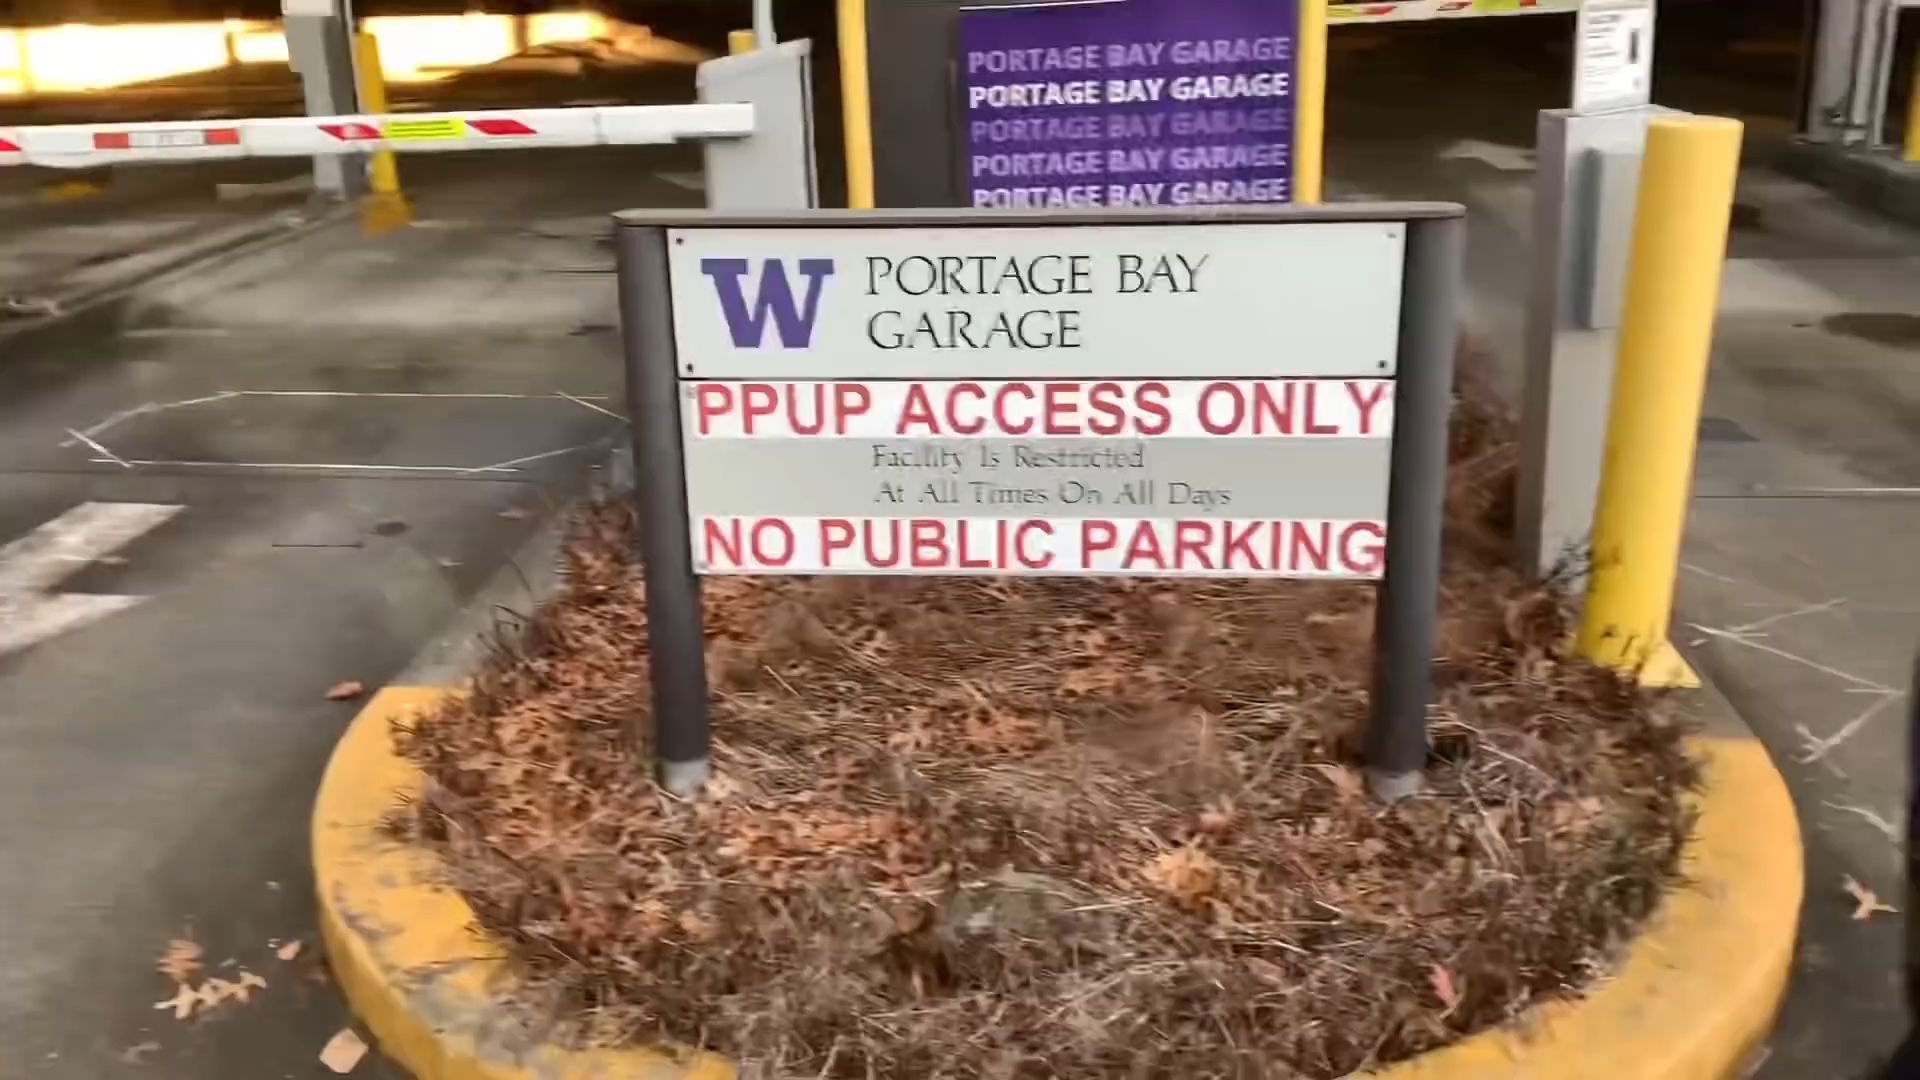 PORTAGE BAY GARAGE
PORTAGE BAY GARAGE
PORTAGE BAY GARAGE
PORTAGE BAY GARAGE
PORTAGE BAY GARAGE
W PORTAGE BAY
GARAGE
PPUP ACCESS ONLY
Facility Is Restricted
At All Times On All Days
NO PUBLIC PARKING